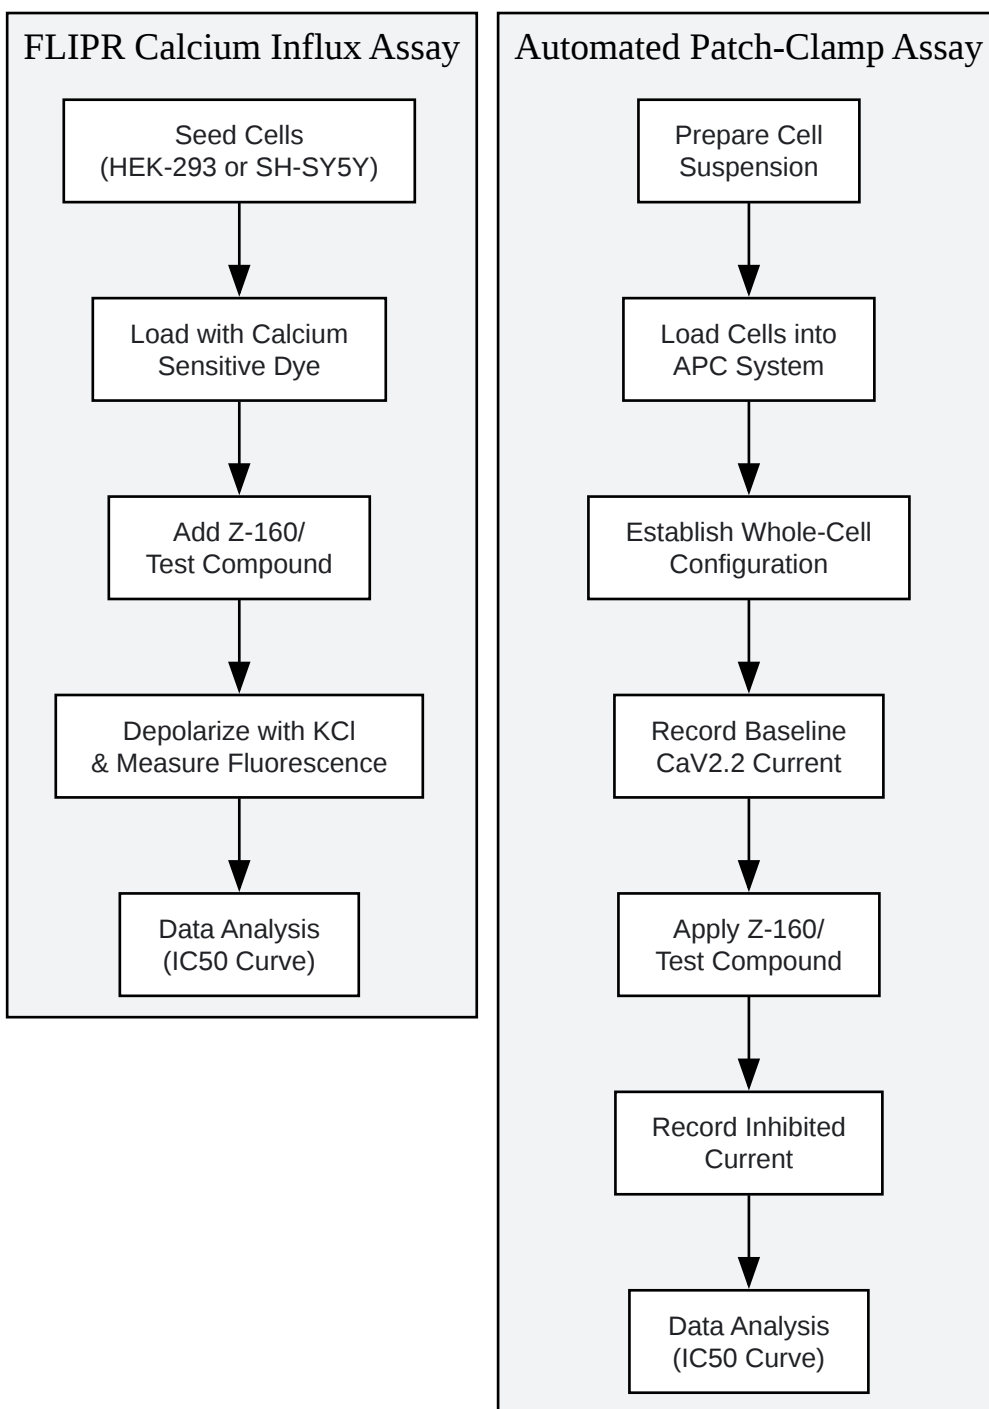 FLIPR Calcium Influx Assay
Seed Cells
(HEK-293 or SH-SY5Y)
Load with Calcium
Sensitive Dye
Add Z-160/
Test Compound
Depolarize with KCl
& Measure Fluorescence
Data Analysis
(IC50 Curve)
Automated Patch-Clamp Assay
Prepare Cell
Suspension
Load Cells into
APC System
Establish Whole-Cell
Configuration
Record Baseline
CaV2.2 Current
Apply Z-160/
Test Compound
Record Inhibited
Current
Data Analysis
(IC50 Curve)